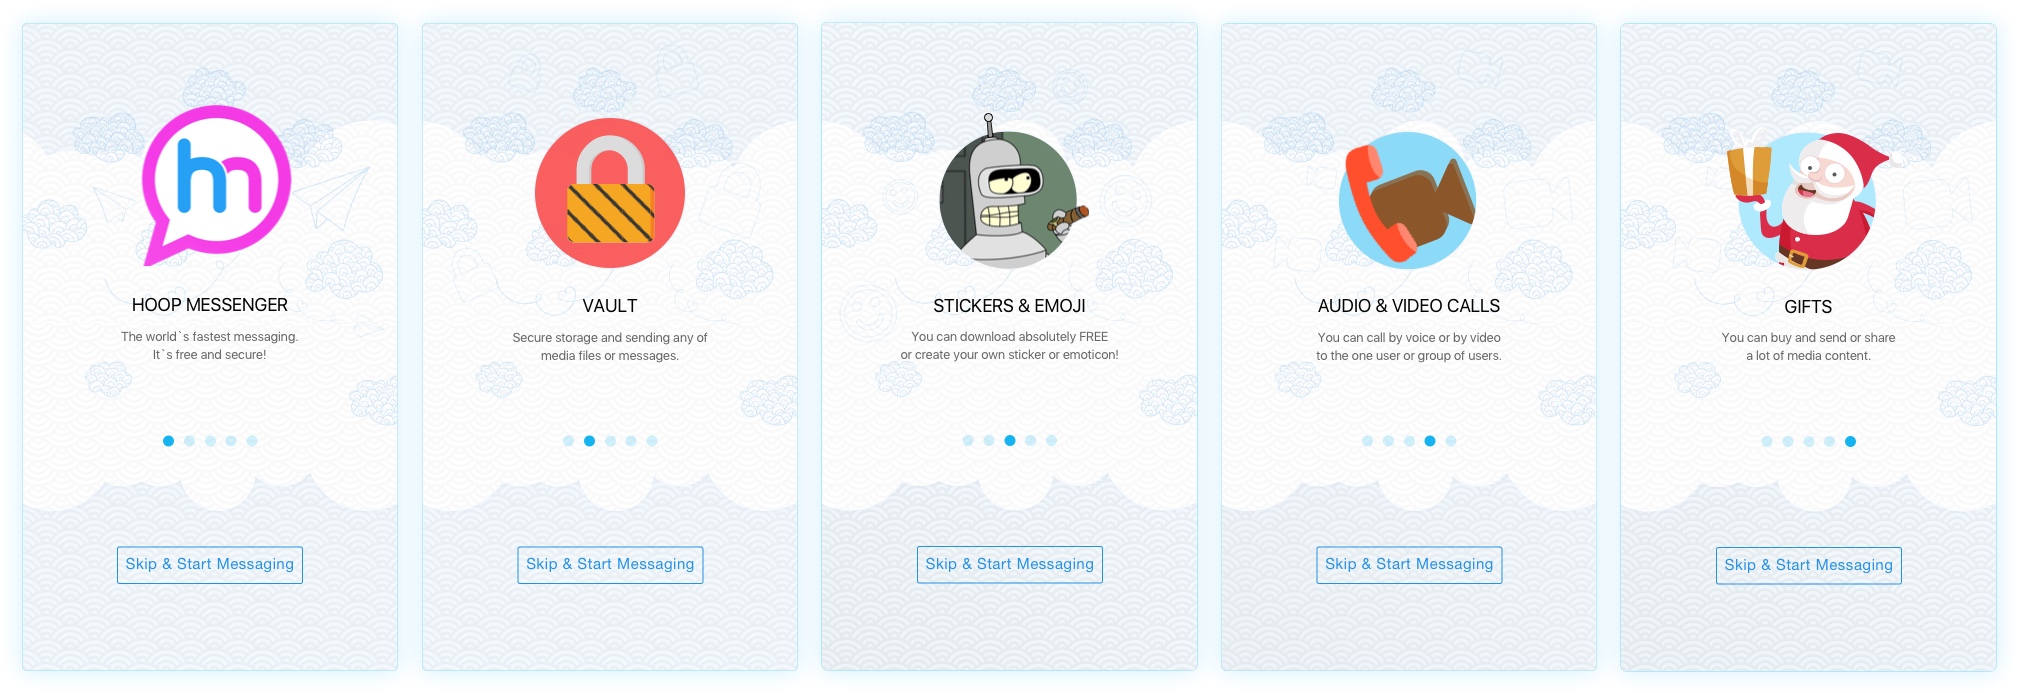 hn
HOOP MESSENGER
The world`s fastest messaging.
It`s free and secure!
Skip & Start Messaging
VAULT
Secure storage and sending any of
media files or messages.
Skip & Start Messaging
STICKERS & EMOJI
You can download absolutely FREE
or create your own sticker or emoticon!
Skip & Start Messaging
AUDIO & VIDEO CALLS
You can call by voice or by video
to the one user or group of users.
Skip & Start Messaging
GIFTS
You can buy and send or share
a lot of media content.
Skip & Start Messaging